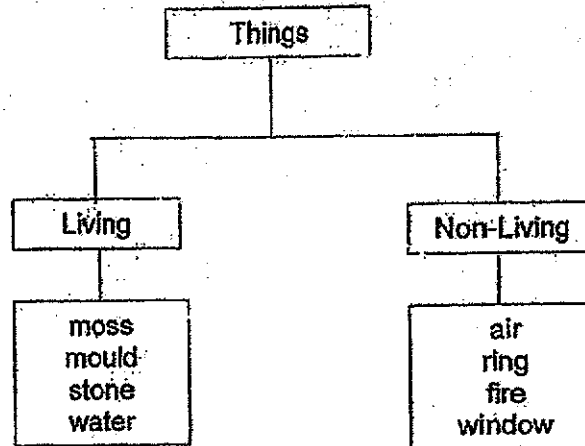 Things
Living
Non-Living
moss
mould
stone
water
air
ring
fire
window